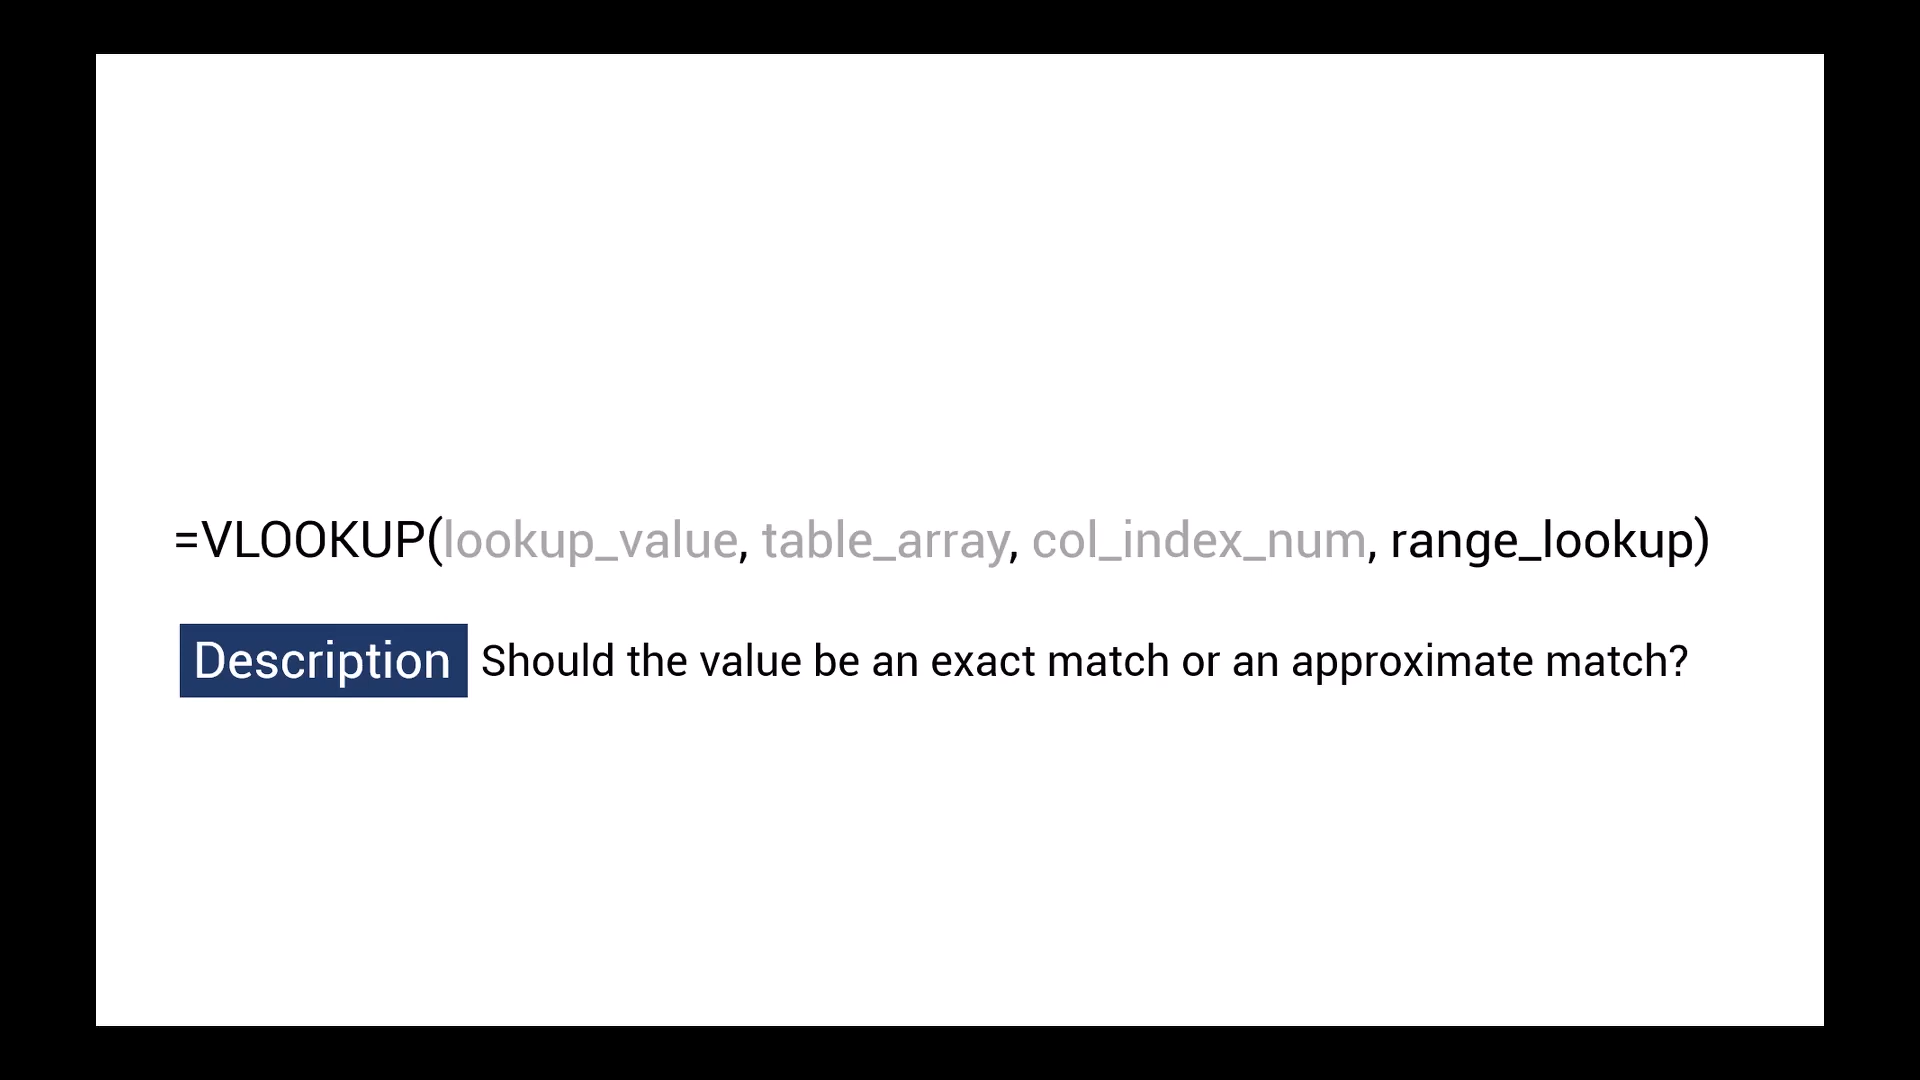 =VLOOKUP(lookup_value, table_array, col_index_num, range_lookup)
Description Should the value be an exact match or an approximate match?